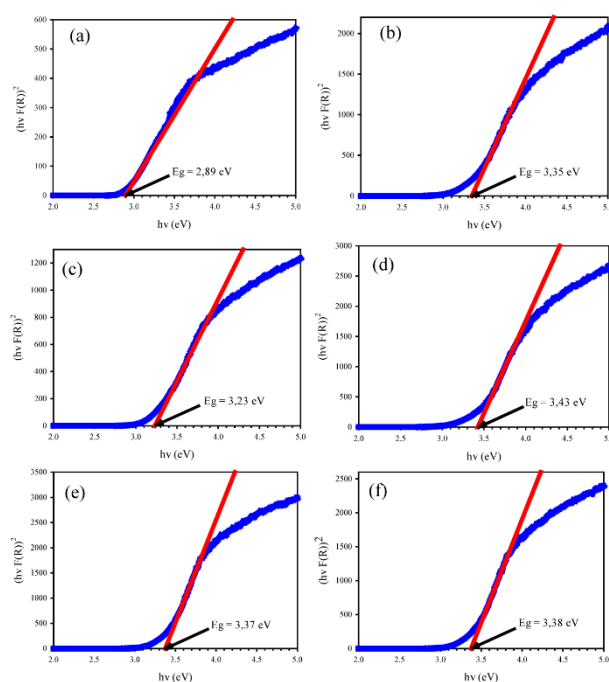 (a)
600
500
400
300
200
100
0
(hν F(R))²
Eg = 2,89 eV
2.0 2.5 3.0 3.5 4.0 4.5 5.0
hν (eV)
(b)
2000
1500
1000
500
0
(hν F(R))²
Eg = 3,35 eV
2.0 2.5 3.0 3.5 4.0 4.5 5.0
hν (eV)
(c)
1200
1000
800
600
400
200
0
(hν F(R))²
Eg = 3,23 eV
2.0 2.5 3.0 3.5 4.0 4.5 5.0
hν (eV)
(d)
3000
2500
2000
1500
1000
500
0
(hν F(R))²
Eg = 3,43 eV
2.0 2.5 3.0 3.5 4.0 4.5 5.0
hν (eV)
(e)
3500
3000
2500
2000
1500
1000
500
0
(hν F(R))²
Eg = 3,37 eV
2.0 2.5 3.0 3.5 4.0 4.5 5.0
hν (eV)
(f)
2500
2000
1500
1000
500
0
(hν F(R))²
Eg = 3,38 eV
2.0 2.5 3.0 3.5 4.0 4.5 5.0
hν (eV)